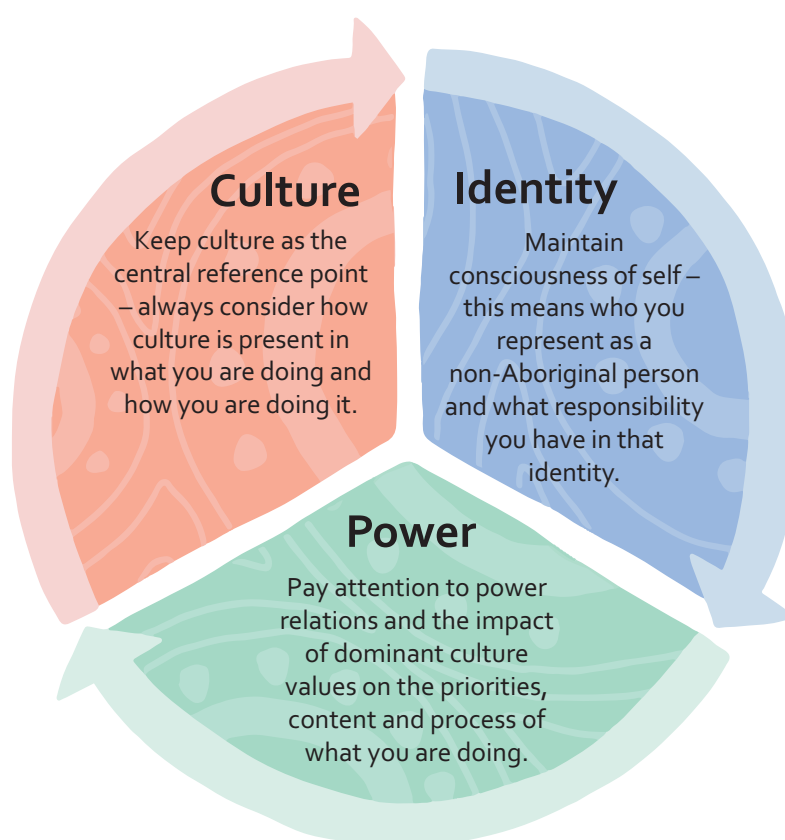 Culture
Keep culture as the
central reference point
– always consider how
culture is present in
what you are doing and
how you are doing it.
Identity
Maintain
consciousness of self –
this means who you
represent as a
non-Aboriginal person
and what responsibility
you have in that
identity.
Power
Pay attention to power
relations and the impact
of dominant culture
values on the priorities,
content and process of
what you are doing.